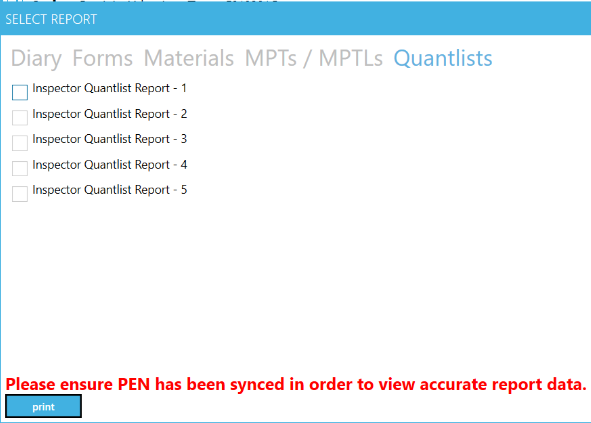 SELECT REPORT
Diary Forms Materials MPTs / MPTLs Quantlists
Inspector Quantlist Report - 1
Inspector Quantlist Report - 2
Inspector Quantlist Report - 3
Inspector Quantlist Report - 4
Inspector Quantlist Report - 5
Please ensure PEN has been synced in order to view accurate report data.
print